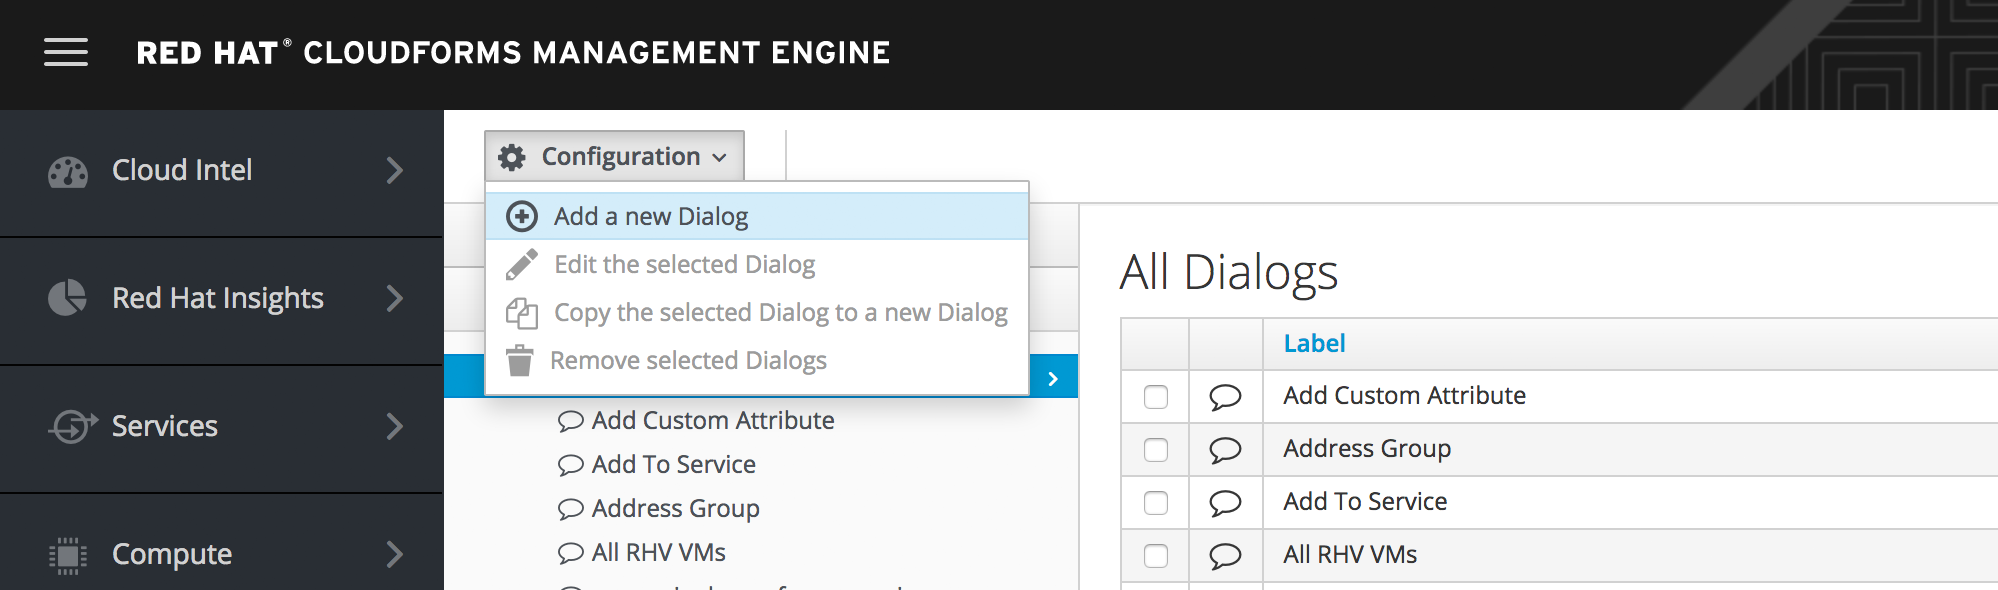 RED HAT® CLOUDFORMS MANAGEMENT ENGINE
Cloud Intel
Red Hat Insights
Services
Compute
Configuration
Add a new Dialog
Edit the selected Dialog
Copy the selected Dialog to a new Dialog
Remove selected Dialogs
Add Custom Attribute
Add To Service
Address Group
All RHV VMs
All Dialogs
Label
Add Custom Attribute
Address Group
Add To Service
All RHV VMs